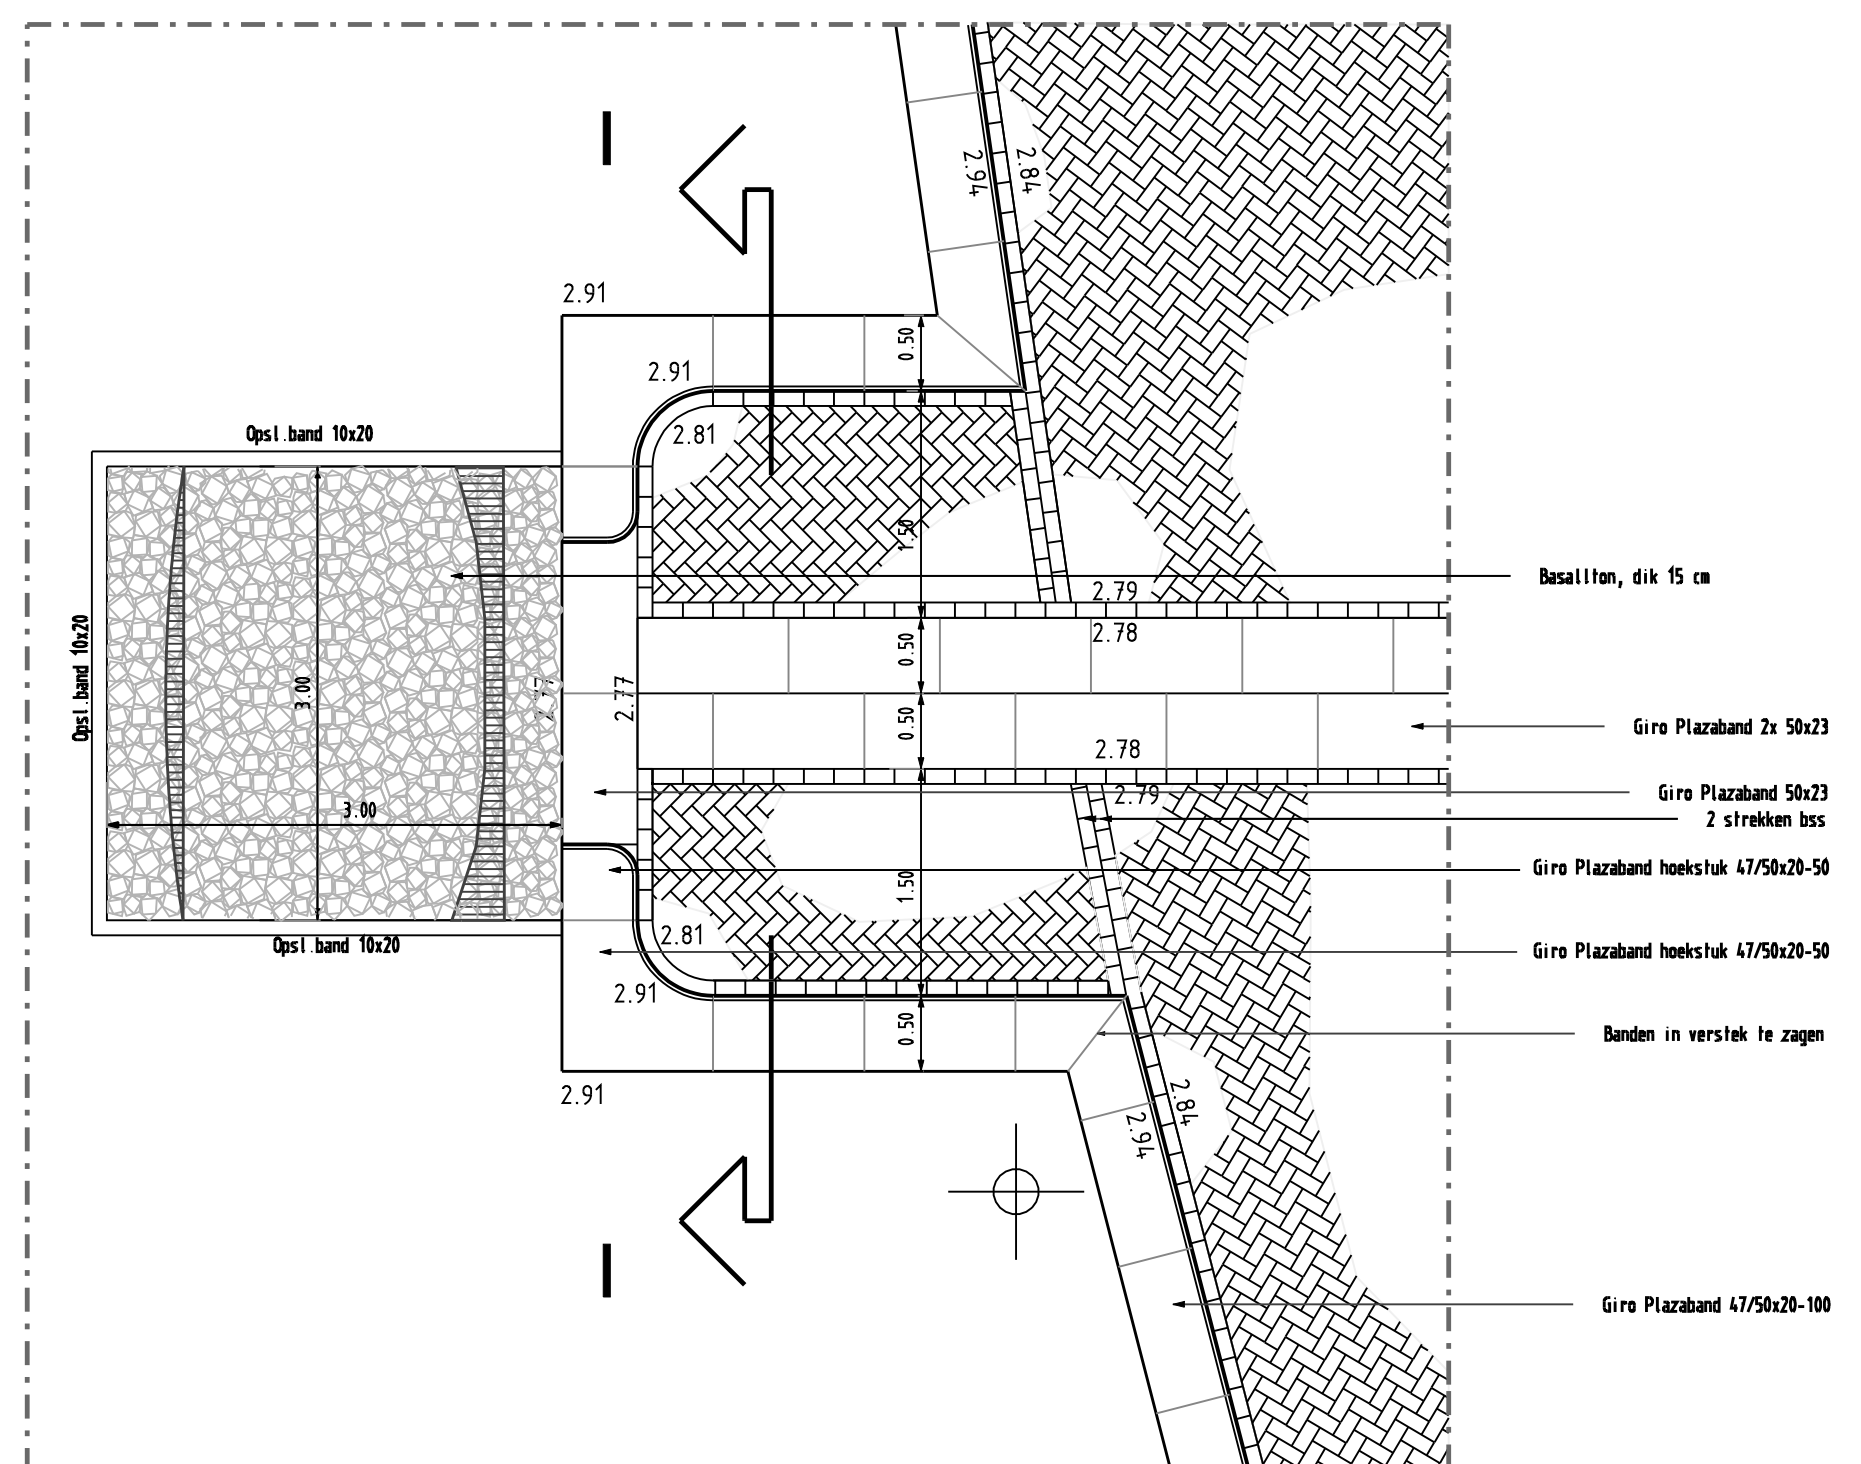 2.94
2.84
I
2.91
0.50
2.91
Opsl.band 10x20
2.81
1.50
Basallton, dik 15 cm
2.79
2.78
0.50
Opsl.band 10x20
3.00
2.77
2.77
0.50
Giro Plazaband 2x 50x23
2.78
Giro Plazaband 50x23
2.79
3.00
2 strekken bss
Giro Plazaband hoekstuk 47/50x20-50
1.50
2.81
Opsl.band 10x20
Giro Plazaband hoekstuk 47/50x20-50
2.91
0.50
Banden in verstek te zagen
2.91
2.84
2.94
I
Giro Plazaband 47/50x20-100